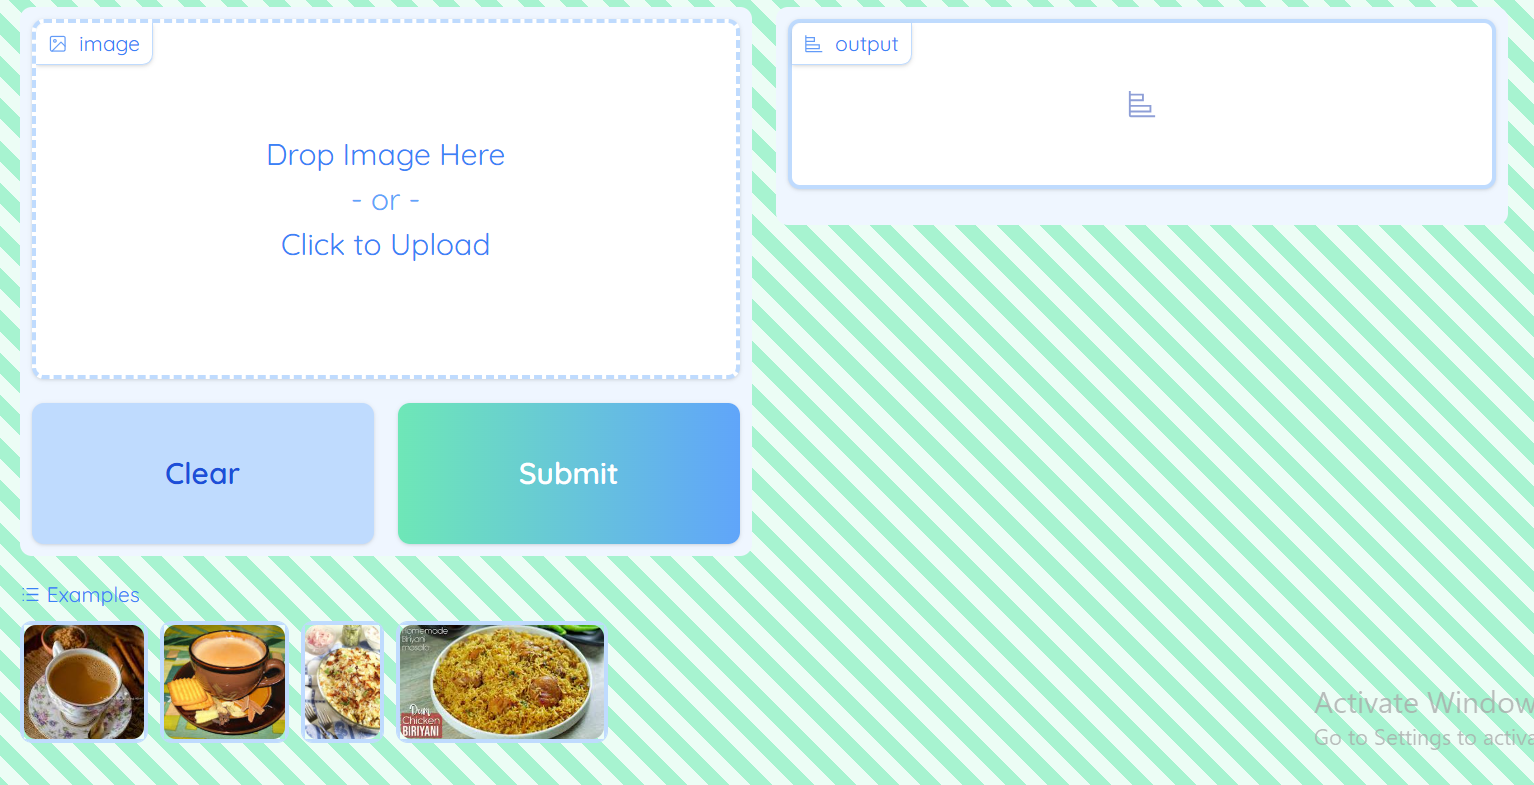 image
Drop Image Here
- or -
Click to Upload
Clear
Submit
output
Examples
homemade
Biriyani
masala
Dum
Chicken
BIRIYANI
Activate Window
Go to Settings to activa